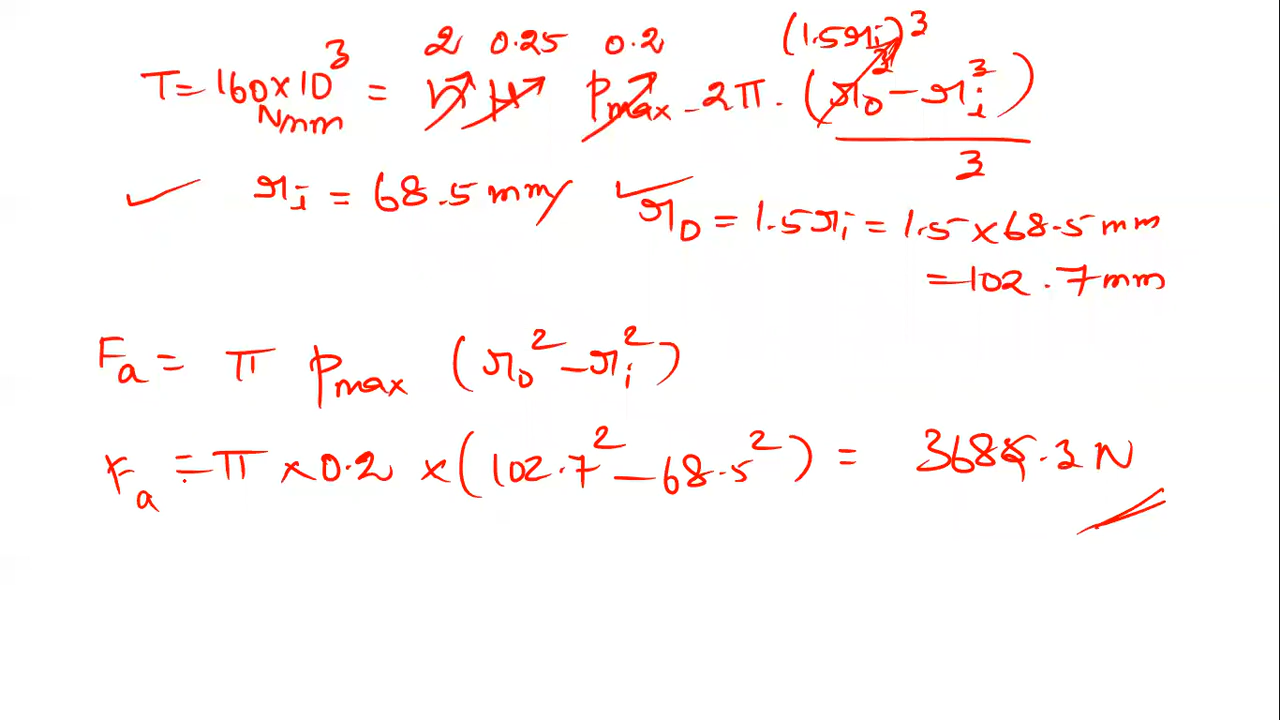 2 0.25 0.2 (1.5ri)³
T = 160×10³ = n μ pmax - 2π · (ro³ - ri³)
Nmm
3
✓ ri = 68.5 mm ✓ ro = 1.5ri = 1.5 × 68.5 mm
= 102.7 mm
Fa = π pmax (ro² - ri²)
Fa = π × 0.2 × (102.7² - 68.5²) = N